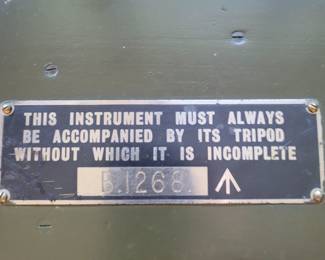 THIS INSTRUMENT MUST ALWAYS
BE ACCOMPANIED BY ITS TRIPOD
WITHOUT WHICH IT IS INCOMPLETE
B.1268.